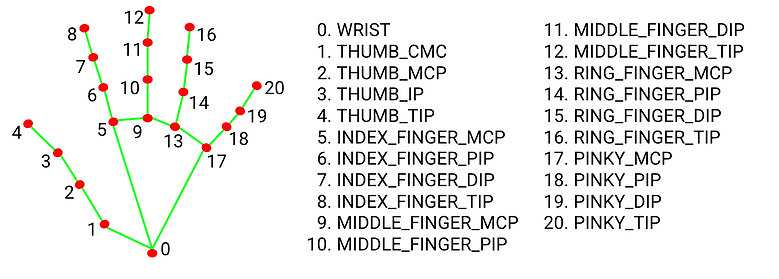 12
8
16
11
7
15
20
10
6
14
19
4
5
9
13
18
3
17
2
1
0
0. WRIST
1. THUMB_CMC
2. THUMB_MCP
3. THUMB_IP
4. THUMB_TIP
5. INDEX_FINGER_MCP
6. INDEX_FINGER_PIP
7. INDEX_FINGER_DIP
8. INDEX_FINGER_TIP
9. MIDDLE_FINGER_MCP
10. MIDDLE_FINGER_PIP
11. MIDDLE_FINGER_DIP
12. MIDDLE_FINGER_TIP
13. RING_FINGER_MCP
14. RING_FINGER_PIP
15. RING_FINGER_DIP
16. RING_FINGER_TIP
17. PINKY_MCP
18. PINKY_PIP
19. PINKY_DIP
20. PINKY_TIP